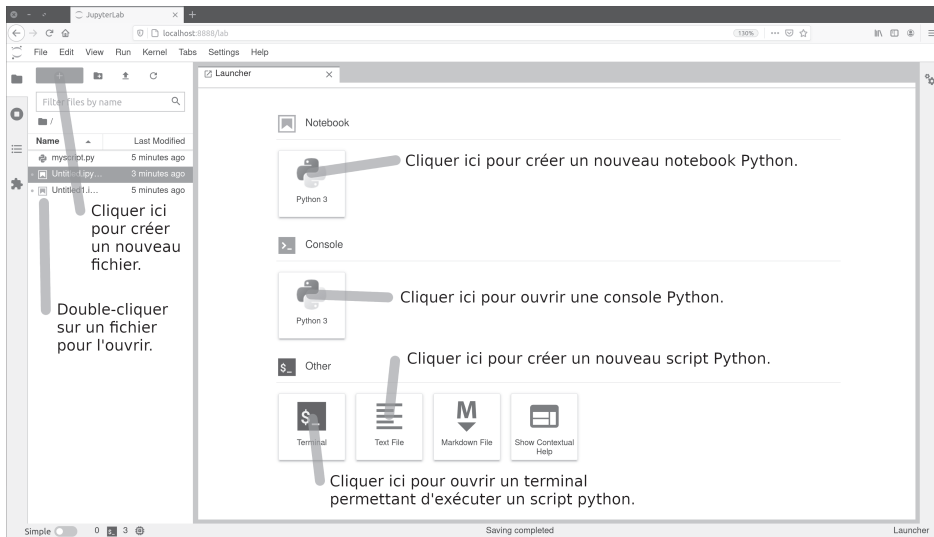 JupyterLab
localhost:8888/lab
130%
File Edit View Run Kernel Tabs Settings Help
Launcher
Filter files by name
/
Name Last Modified
myscript.py 5 minutes ago
Untitled.ipy... 3 minutes ago
Untitled1.i... 5 minutes ago
Cliquer ici
pour créer
un nouveau
fichier.
Double-cliquer
sur un fichier
pour l'ouvrir.
Notebook
Cliquer ici pour créer un nouveau notebook Python.
Python 3
Console
Cliquer ici pour ouvrir une console Python.
Python 3
Other
Cliquer ici pour créer un nouveau script Python.
Terminal Text File Markdown File Show Contextual
Help
Cliquer ici pour ouvrir un terminal
permettant d'exécuter un script python.
Simple 0 3 Saving completed Launcher